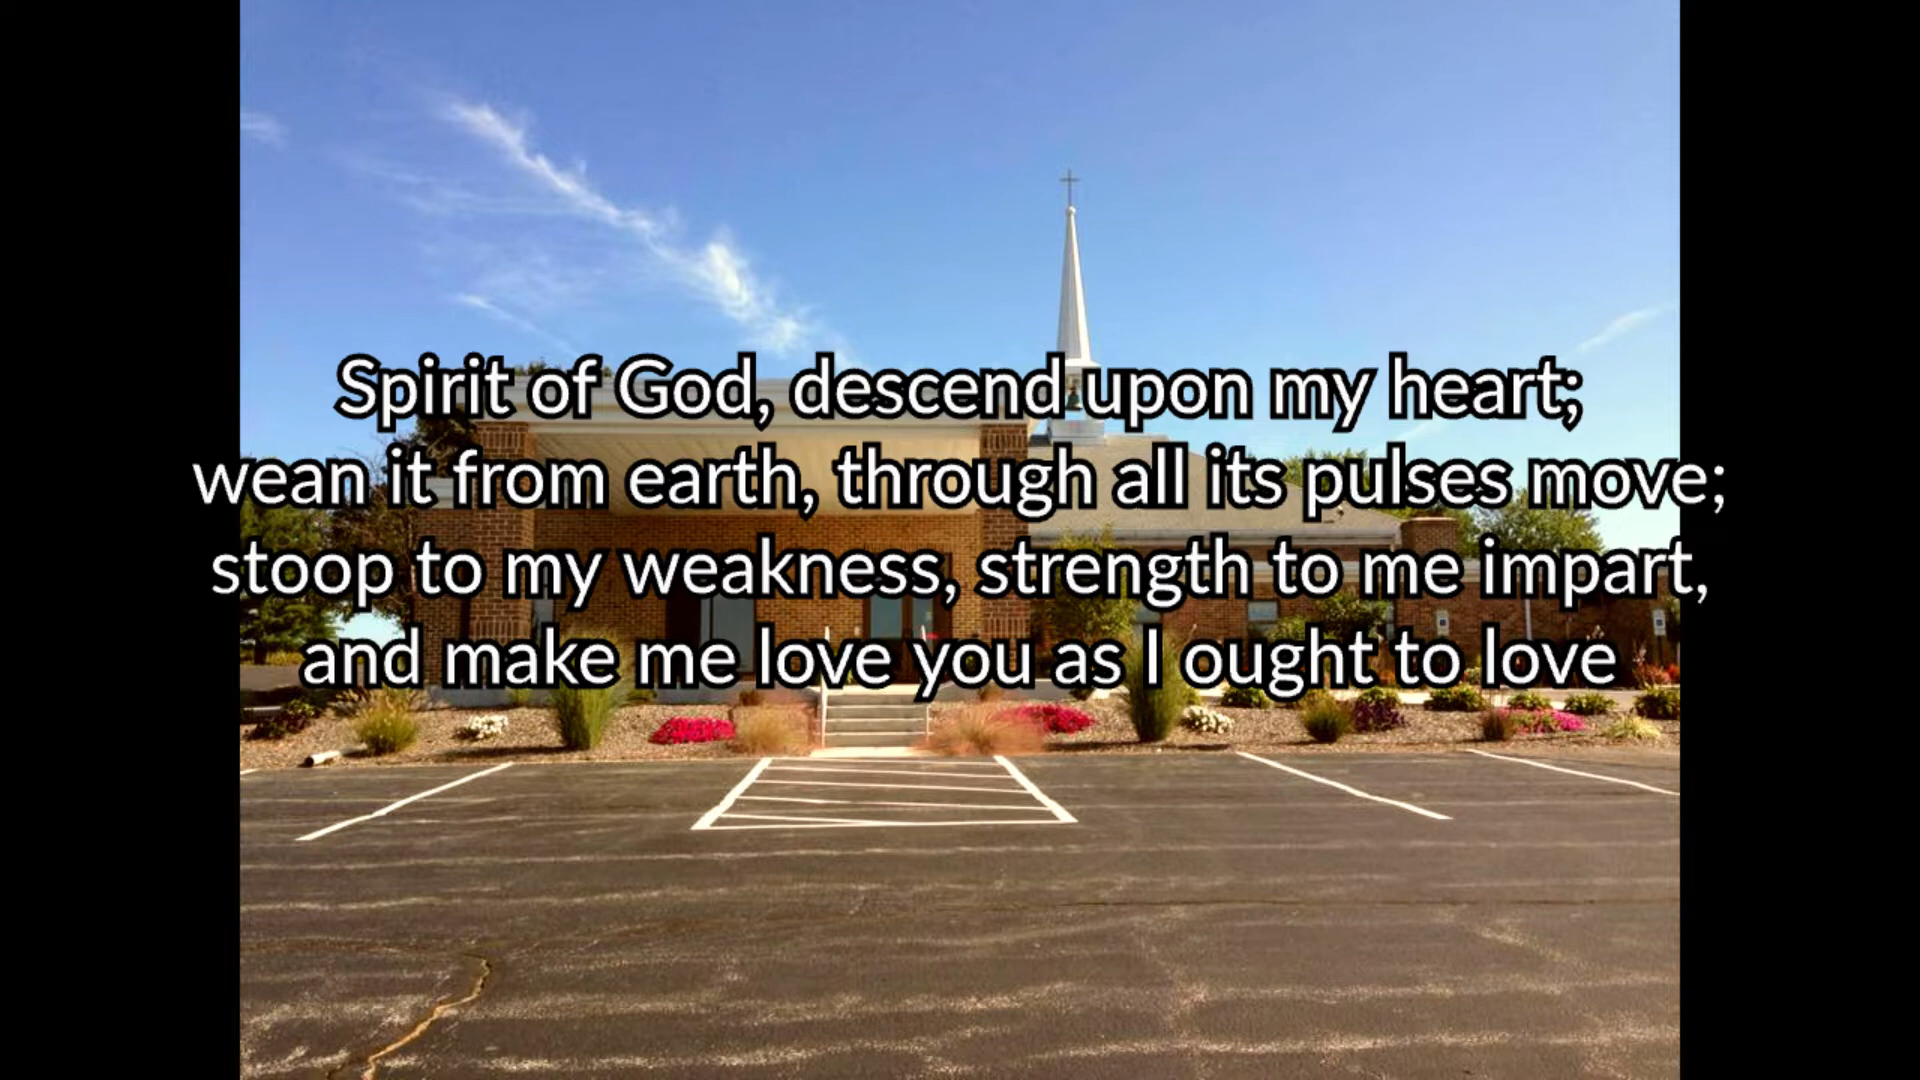 Spirit of God, descend upon my heart;
wean it from earth, through all its pulses move;
stoop to my weakness, strength to me impart,
and make me love you as I ought to love